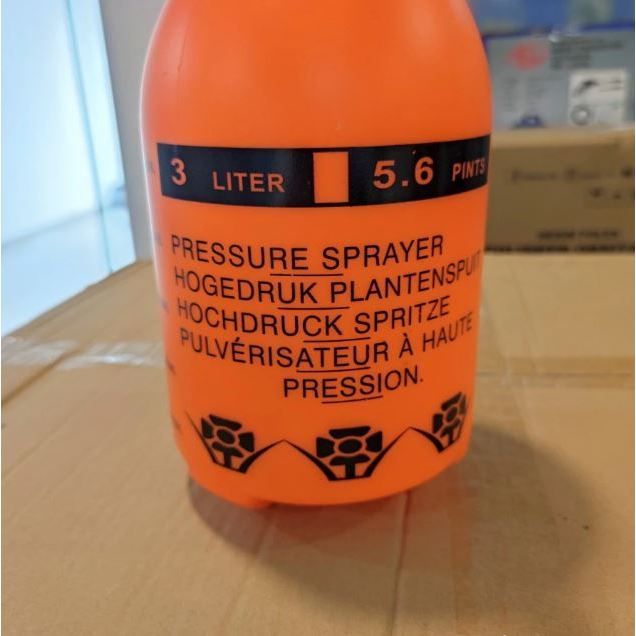 3 LITER 5.6 PINTS
PRESSURE SPRAYER
HOGEDRUK PLANTENSPUIT
HOCHDRUCK SPRITZE
PULVÉRISATEUR À HAUTE
PRESSION.